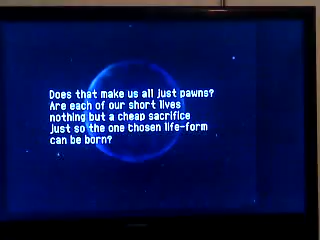 Does that make us all just pawns?
Are each of our short lives
nothing but a cheap sacrifice
just so the one chosen life-form
can be born?